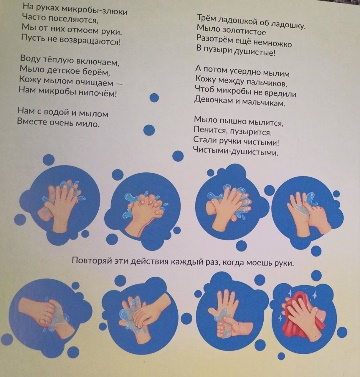 На руках микробы-злюки
Часто поселяются,
Мы от них отмоем руки,
Пусть не возвращаются!
Воду тёплую включаем,
Мыло детское берём,
Кожу мылом очищаем —
Нам микробы нипочём!
Нам с водой и мылом
Вместе очень мило.
Трём ладошкой об ладошку.
Мыло золотистое
Разотрём ещё немножко
В пузыри душистые!
А потом усердно мылим
Кожу между пальчиков,
Чтоб микробы не вредили
Девочкам и мальчикам.
Мыло пышно мылится,
Пенится, пузырится.
Стали ручки чистыми!
Чистыми-душистыми.
Повторяй эти действия каждый раз, когда моешь руки.